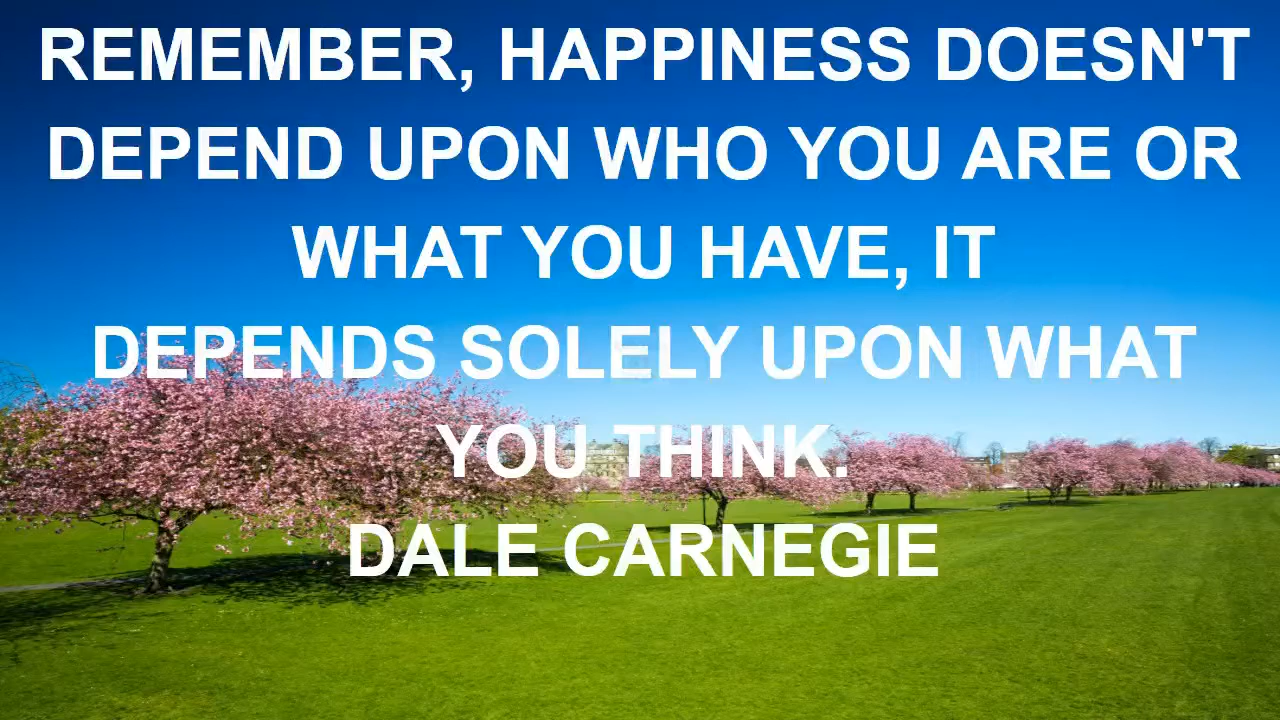 REMEMBER, HAPPINESS DOESN'T
DEPEND UPON WHO YOU ARE OR
WHAT YOU HAVE, IT
DEPENDS SOLELY UPON WHAT
YOU THINK.
DALE CARNEGIE